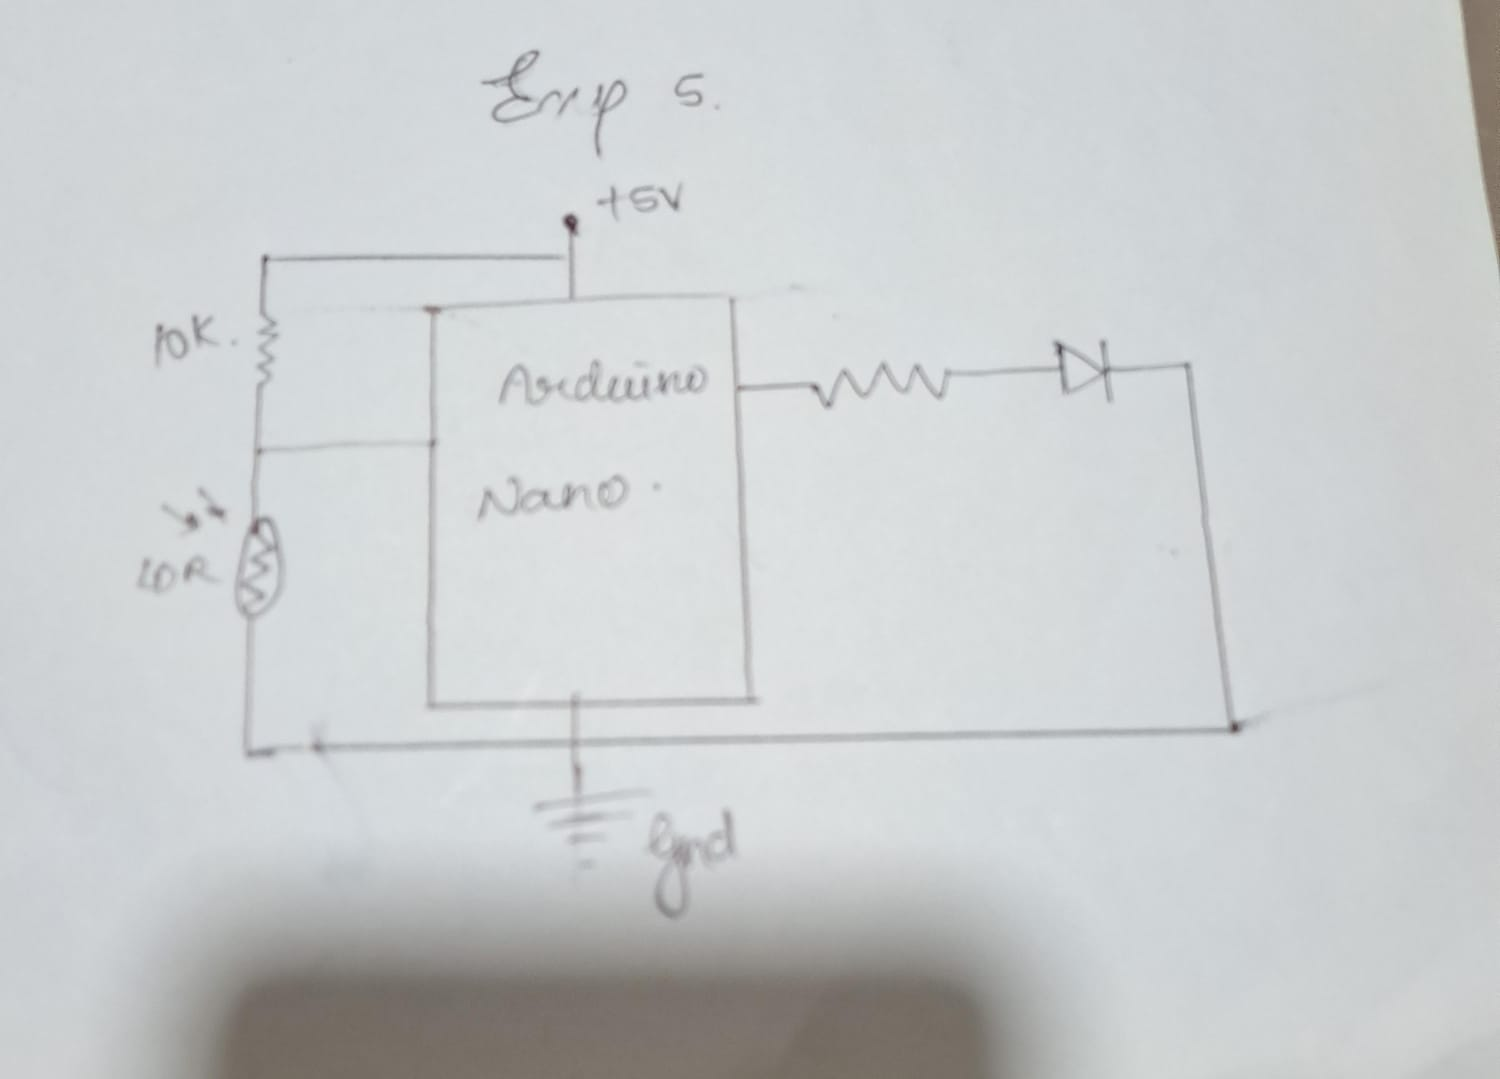 Exp 5.
+5V
10K.
Arduino
Nano.
LDR
Gnd